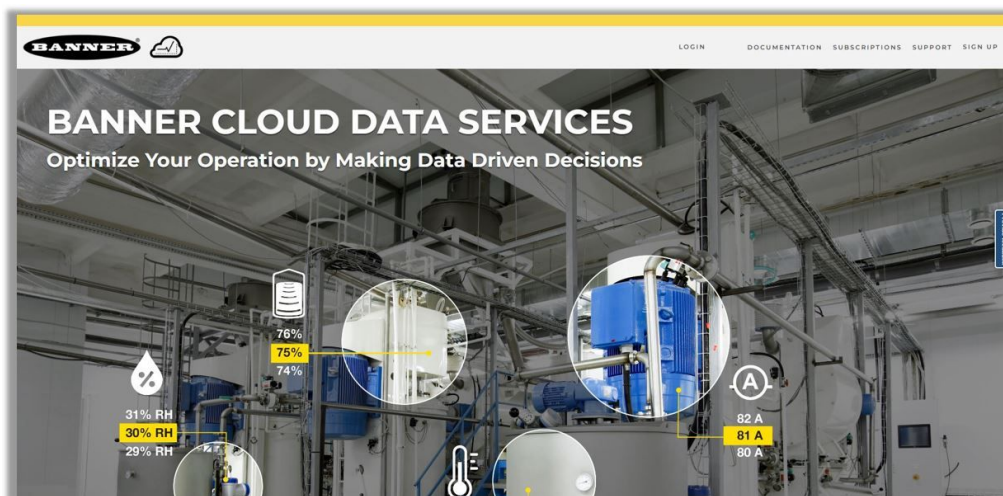 BANNER
LOGIN DOCUMENTATION SUBSCRIPTIONS SUPPORT SIGN UP
BANNER CLOUD DATA SERVICES
Optimize Your Operation by Making Data Driven Decisions
76%
75%
74%
%
31% RH
30% RH
29% RH
A
82 A
81 A
80 A